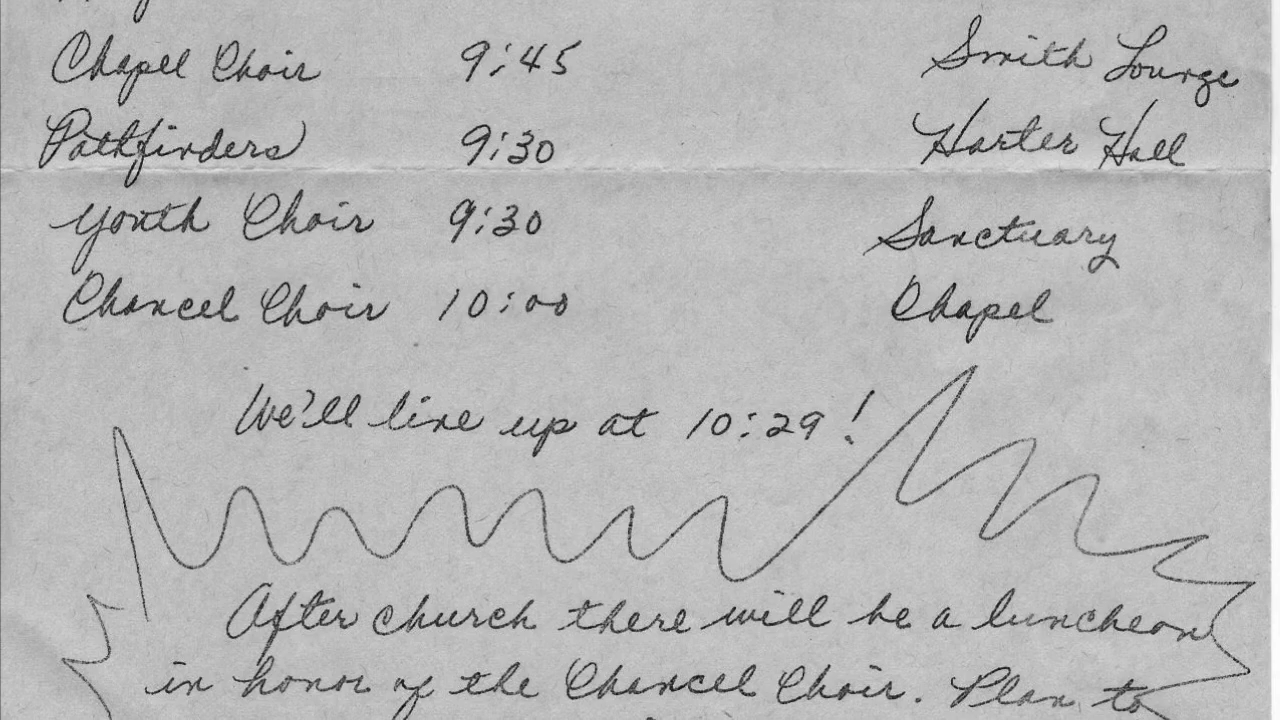 Chapel Choir 9:45 Smith Lounge
Pathfinders 9:30 Harter Hall
Youth Choir 9:30 Sanctuary
Chancel Choir 10:00 Chapel
We'll line up at 10:29!
After church there will be a luncheon
in honor of the Chancel Choir. Plan to